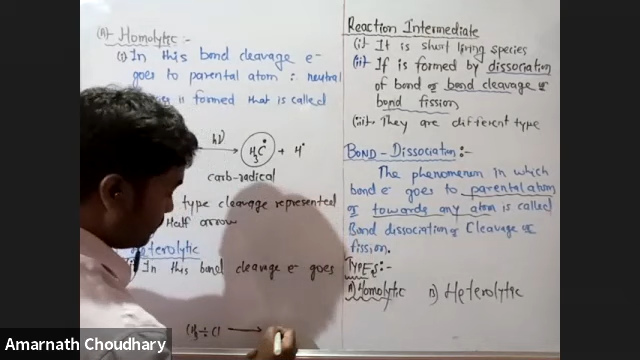 (A) Homolytic :-
(i) In this bond cleavage e-
goes to parental atom ∴ neutral
is formed that is called
hν → H3C• + H•
carb-radical
type cleavage represented
Half arrow
Heterolytic
(i) In this bond cleavage e- goes
CH3 ÷ Cl →
Reaction Intermediate
(i) It is short living species
(ii) If is formed by dissociation
of bond or bond cleavage or
bond fission
(iii) They are different type
BOND-Dissociation :-
The phenomenon in which
bond e- goes to parental atom
or towards any atom is called
Bond dissociation or Cleavage or
fission.
TYPES:-
A) Homolytic B) Heterolytic
Amarnath Choudhary